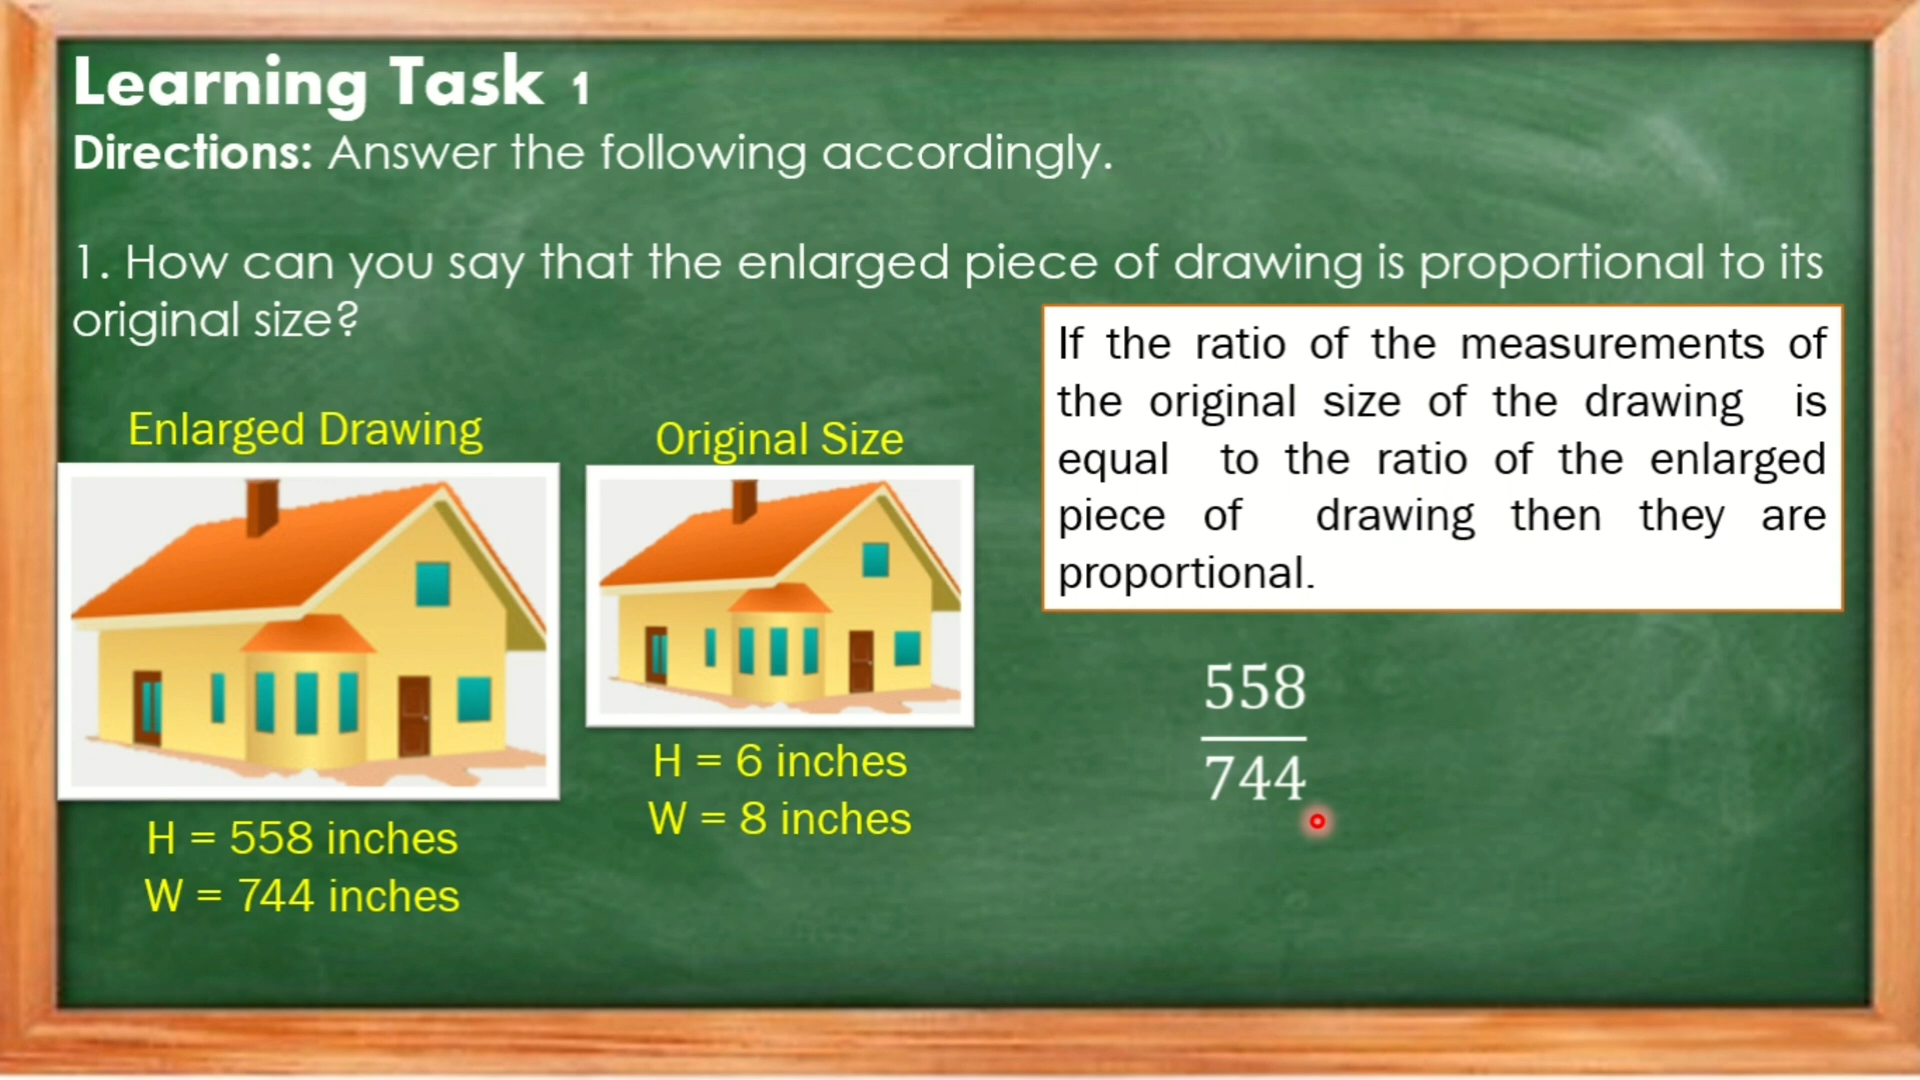 Learning Task 1
Directions: Answer the following accordingly.
1. How can you say that the enlarged piece of drawing is proportional to its
original size?
If the ratio of the measurements of
the original size of the drawing is
equal to the ratio of the enlarged
piece of drawing then they are
proportional.
Enlarged Drawing
Original Size
H = 558 inches
W = 744 inches
H = 6 inches
W = 8 inches
558
744